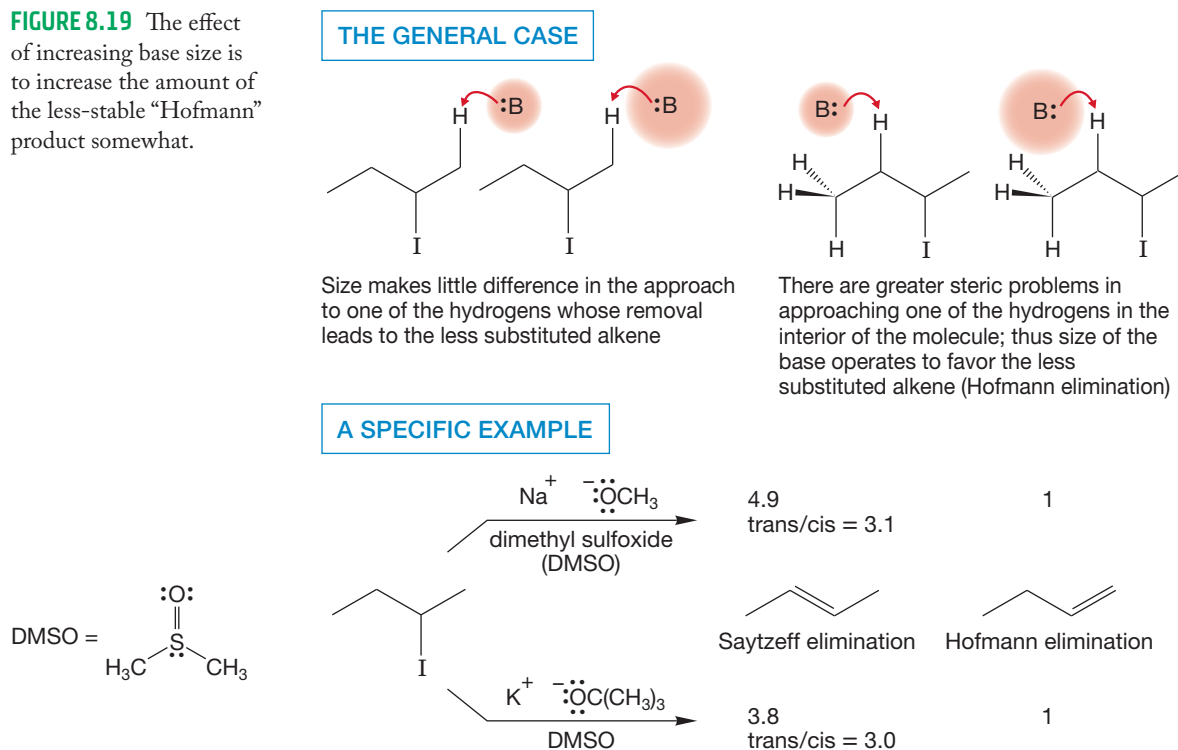 FIGURE 8.19 The effect
of increasing base size is
to increase the amount of
the less-stable “Hofmann”
product somewhat.
THE GENERAL CASE
H :B H :B B: H B: H
H H H
H H H
I I I I
Size makes little difference in the approach
to one of the hydrogens whose removal
leads to the less substituted alkene
There are greater steric problems in
approaching one of the hydrogens in the
interior of the molecule; thus size of the
base operates to favor the less
substituted alkene (Hofmann elimination)
A SPECIFIC EXAMPLE
Na+ −:ÖCH3
dimethyl sulfoxide
(DMSO)
4.9 1
trans/cis = 3.1
DMSO =
:O:
S
H3C CH3
I
Saytzeff elimination Hofmann elimination
K+ −:ÖC(CH3)3
DMSO
3.8 1
trans/cis = 3.0